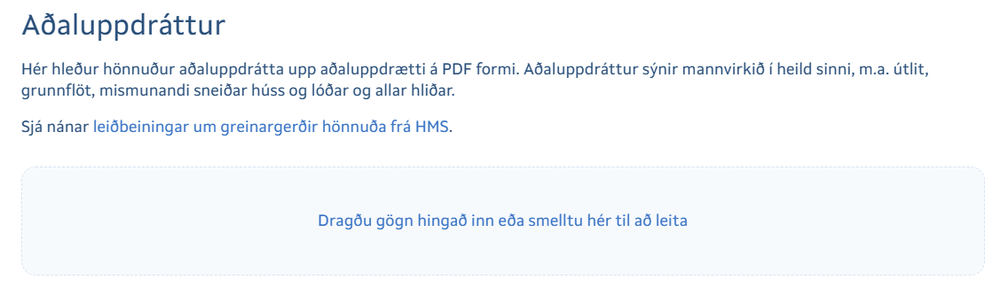 Aðaluppdráttur
Hér hleður hönnuður aðaluppdrátta upp aðaluppdrætti á PDF formi. Aðaluppdráttur sýnir mannvirkið í heild sinni, m.a. útlit,
grunnflöt, mismunandi sneiðar húss og lóðar og allar hliðar.
Sjá nánar leiðbeiningar um greinargerðir hönnuða frá HMS.
Dragðu gögn hingað inn eða smelltu hér til að leita